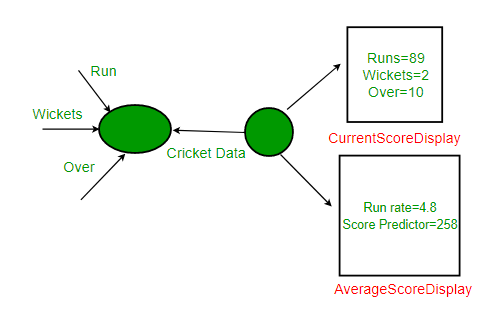 Run
Wickets
Over
Cricket Data
Runs=89
Wickets=2
Over=10
CurrentScoreDisplay
Run rate=4.8
Score Predictor=258
AverageScoreDisplay